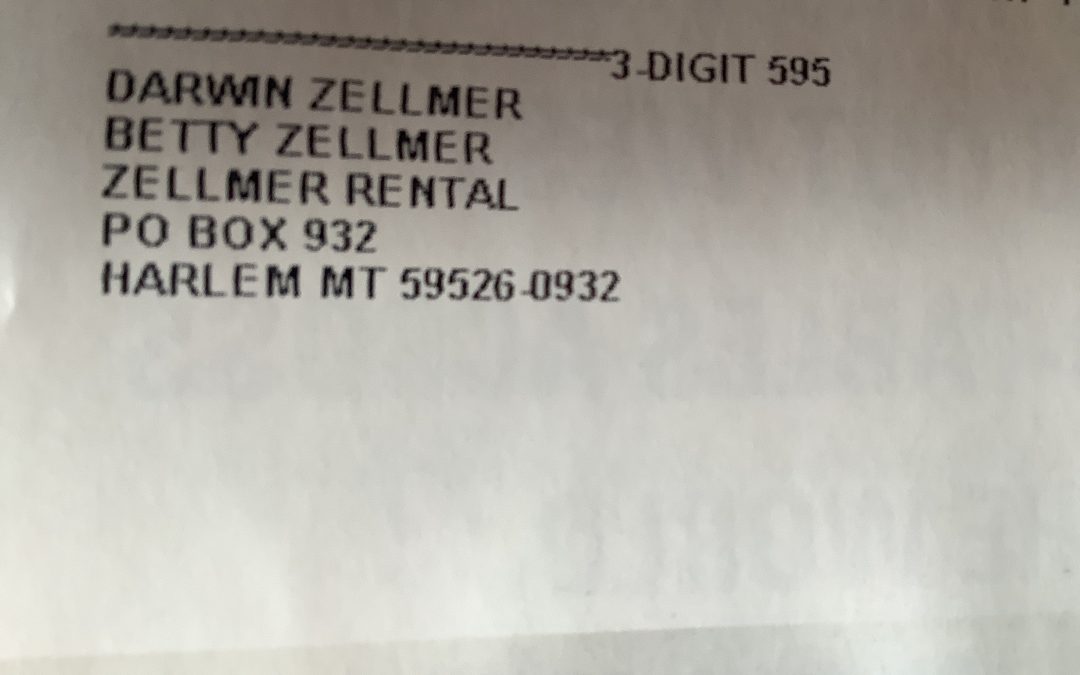 ******************************3-DIGIT 595
DARWIN ZELLMER
BETTY ZELLMER
ZELLMER RENTAL
PO BOX 932
HARLEM MT 59526-0932